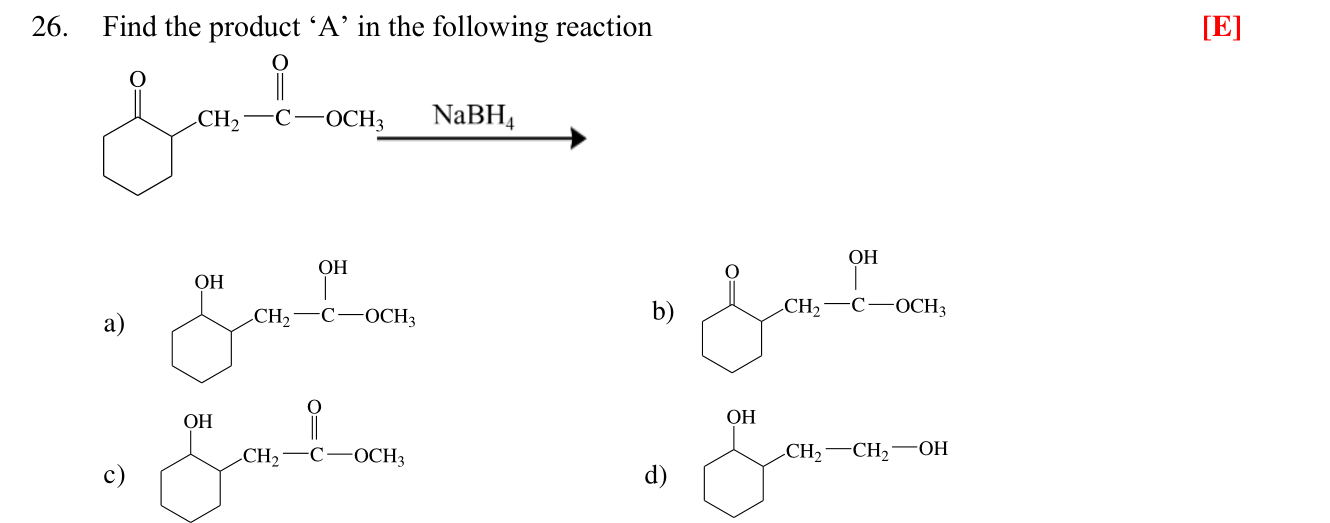 26. Find the product ‘A’ in the following reaction [E]
O
O
CH₂—C—OCH₃ NaBH₄
a) OH OH
CH₂—C—OCH₃
b) O OH
CH₂—C—OCH₃
c) OH O
CH₂—C—OCH₃
d) OH
CH₂—CH₂—OH